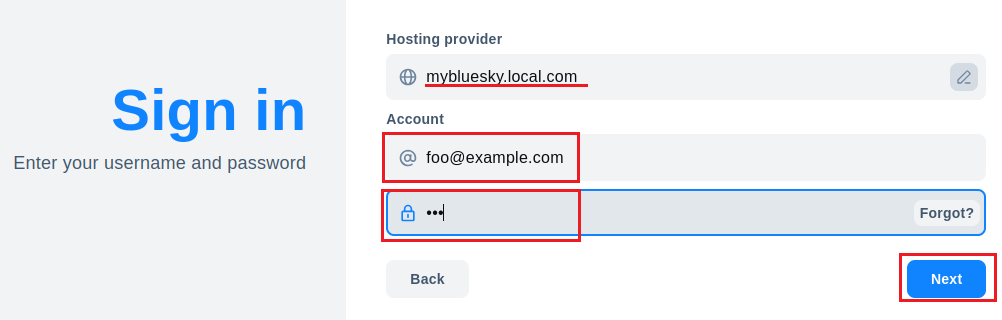 Sign in
Enter your username and password
Hosting provider
mybluesky.local.com
Account
foo@example.com
•••
Forgot?
Back
Next